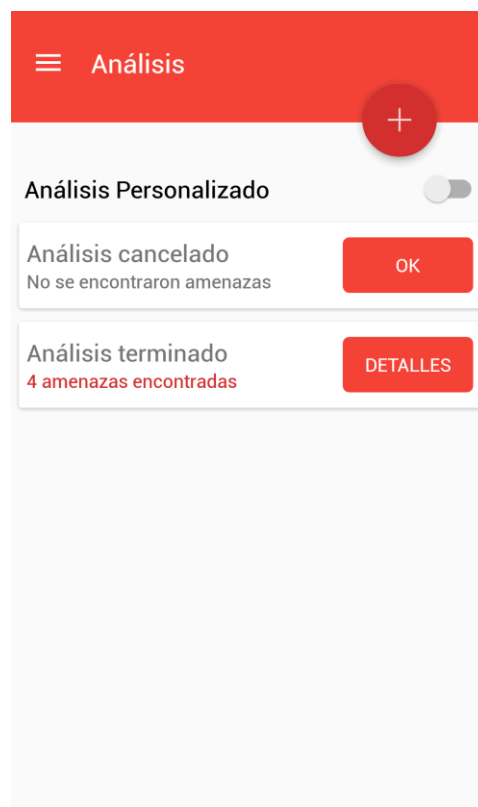 Análisis
Análisis Personalizado
Análisis cancelado
No se encontraron amenazas
OK
Análisis terminado
4 amenazas encontradas
DETALLES